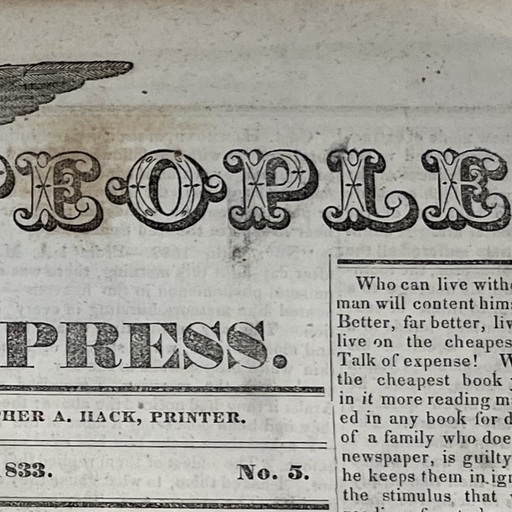 PEOPLE
PRESS.
HER A. HACK, PRINTER.
833. No. 5.
Who can live with
man will content hims
Better, far better, liv
live on the cheapes
Talk of expense! W
the cheapest book
in it more reading m
ed in any book for d
of a family who doe
newspaper, is guilty
he keeps them in ign
the stimulus that